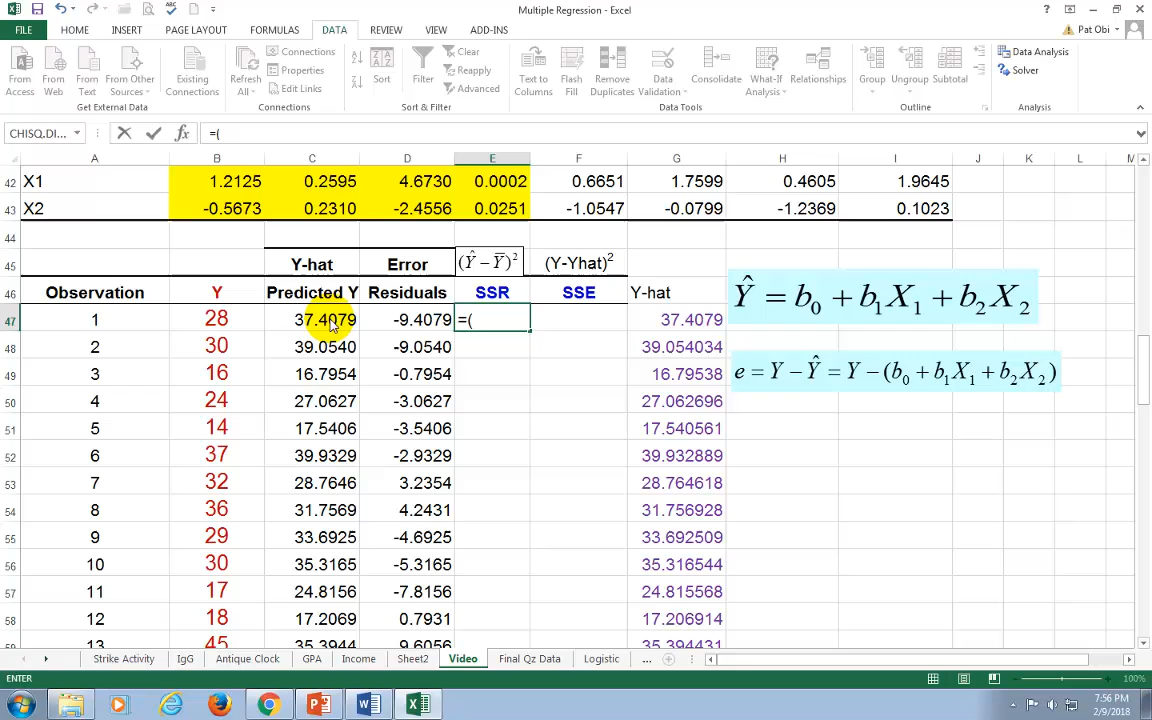 Multiple Regression - Excel
FILE HOME INSERT PAGE LAYOUT FORMULAS DATA REVIEW VIEW ADD-INS Pat Obi
From Access From Web From Text From Other Sources Existing Connections Refresh All Connections Properties Edit Links Sort Filter Clear Reapply Advanced Text to Columns Flash Fill Remove Duplicates Data Validation Consolidate What-If Analysis Relationships Group Ungroup Subtotal Data Analysis Solver
Get External Data Connections Sort & Filter Data Tools Outline Analysis
CHISQ.DI... fx =(
A B C D E F G H I J K L M
42 X1 1.2125 0.2595 4.6730 0.0002 0.6651 1.7599 0.4605 1.9645
43 X2 -0.5673 0.2310 -2.4556 0.0251 -1.0547 -0.0799 -1.2369 0.1023
44
45 Y-hat Error (Ŷ − Y̅)² (Y-Yhat)²
46 Observation Y Predicted Y Residuals SSR SSE Y-hat
Ŷ = b₀ + b₁X₁ + b₂X₂
47 1 28 37.4079 -9.4079 =( 37.4079
48 2 30 39.0540 -9.0540 39.054034
49 3 16 16.7954 -0.7954 16.79538
e = Y − Ŷ = Y − (b₀ + b₁X₁ + b₂X₂)
50 4 24 27.0627 -3.0627 27.062696
51 5 14 17.5406 -3.5406 17.540561
52 6 37 39.9329 -2.9329 39.932889
53 7 32 28.7646 3.2354 28.764618
54 8 36 31.7569 4.2431 31.756928
55 9 29 33.6925 -4.6925 33.692509
56 10 30 35.3165 -5.3165 35.316544
57 11 17 24.8156 -7.8156 24.815568
58 12 18 17.2069 0.7931 17.206914
59 13 45 35.3944 9.6056 35.394431
Strike Activity IgG Antique Clock GPA Income Sheet2 Video Final Qz Data Logistic ...
ENTER 100%
7:56 PM
2/9/2018